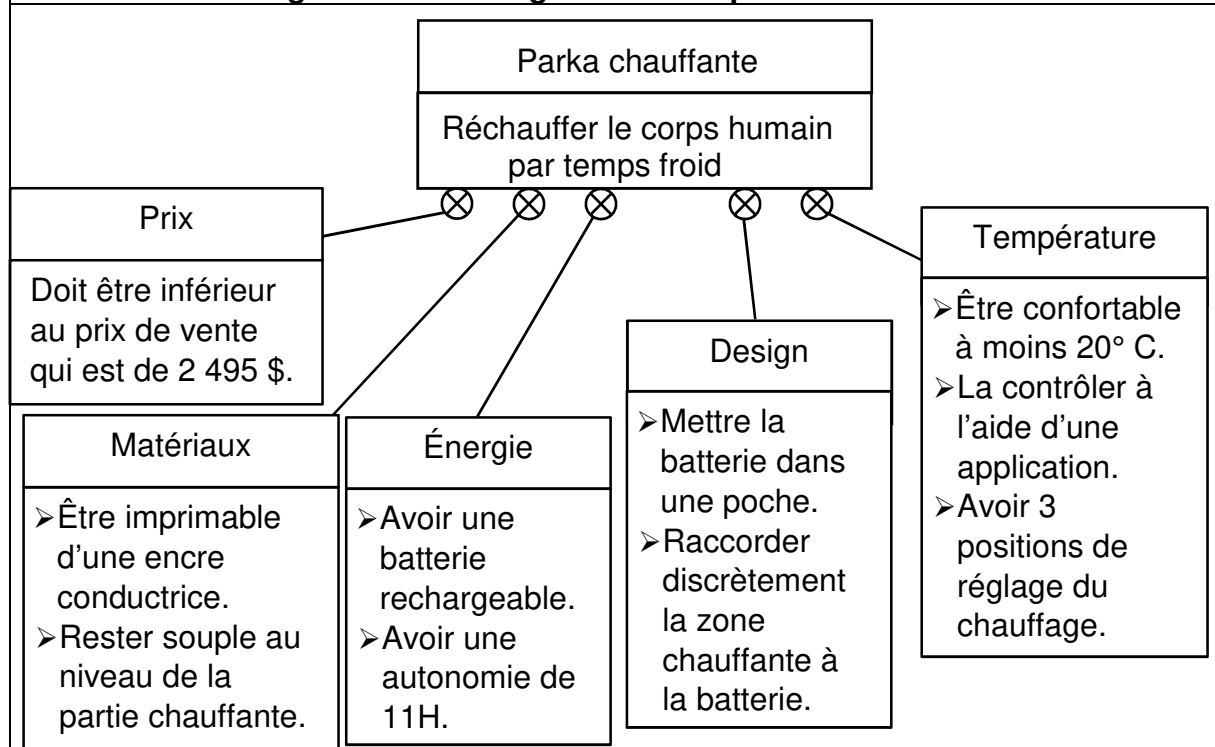 Parka chauffante
Réchauffer le corps humain
par temps froid
Prix
Doit être inférieur
au prix de vente
qui est de 2 495 $.
Matériaux
➢Être imprimable
d'une encre
conductrice.
➢Rester souple au
niveau de la
partie chauffante.
Énergie
➢Avoir une
batterie
rechargeable.
➢Avoir une
autonomie de
11H.
Design
➢Mettre la
batterie dans
une poche.
➢Raccorder
discrètement
la zone
chauffante à
la batterie.
Température
➢Être confortable
à moins 20° C.
➢La contrôler à
l'aide d'une
application.
➢Avoir 3
positions de
réglage du
chauffage.